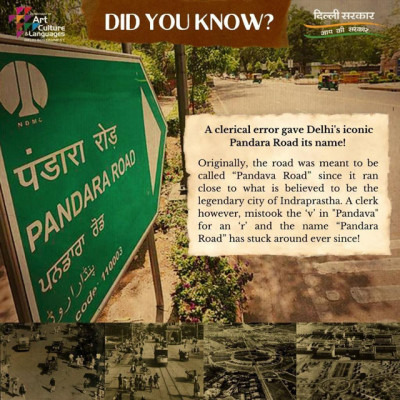 Art
Culture
& Languages
DID YOU KNOW?
दिल्ली सरकार
आप की सरकार
NDMC
पंडारा रोड़
PANDARA ROAD
ਪਨਡਾਰਾ ਰੋਡ
code- 110003
A clerical error gave Delhi's iconic
Pandara Road its name!
Originally, the road was meant to be
called "Pandava Road" since it ran
close to what is believed to be the
legendary city of Indraprastha. A clerk
however, mistook the 'v' in "Pandava"
for an 'r' and the name "Pandara
Road" has stuck around ever since!